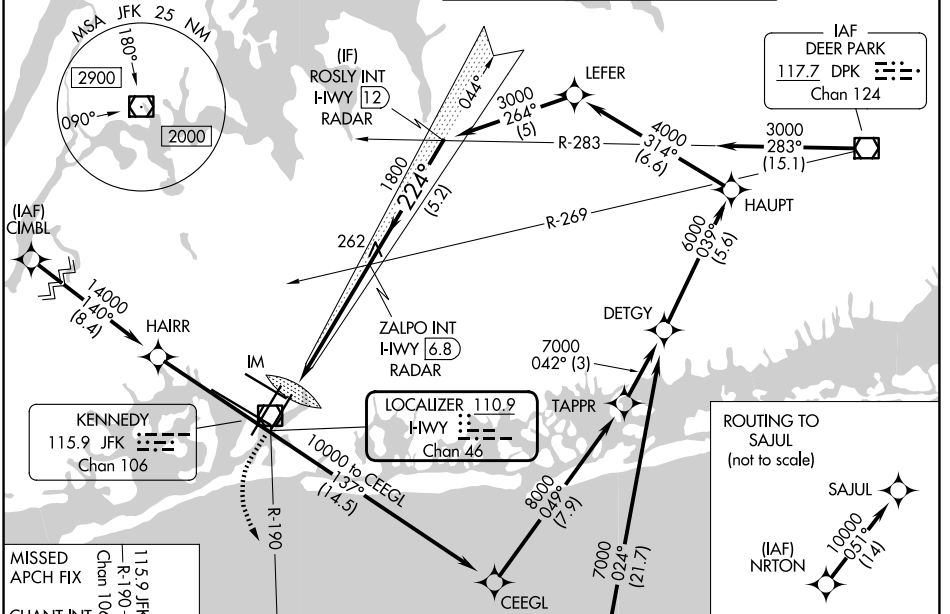 MSA JFK 25 NM
180°
2900
090°
2000
(IF)
ROSLY INT
I-HWY 12
RADAR
044°
LEFER
3000
264°
(5)
IAF
DEER PARK
117.7 DPK
Chan 124
R-283
4000
314°
(6.6)
3000
283°
(15.1)
HAUPT
1800
224°
(5.2)
R-269
262
(IAF)
CIMBL
14000
140°
(8.4)
HAIRR
6000
039°
(5.6)
DETGY
ZALPO INT
I-IWY 6.8
RADAR
7000
042° (3)
TAPPR
IM
KENNEDY
115.9 JFK
Chan 106
LOCALIZER 110.9
I-IWY
Chan 46
10000 to CEEGL
137°
(14.5)
R-190
8000
049°
(7.9)
7000
024°
(21.7)
CEEGL
ROUTING TO
SAJUL
(not to scale)
SAJUL
10000
051°
(14)
(IAF)
NRTON
MISSED
APCH FIX
115.9 JFK
R-190
Chan 106